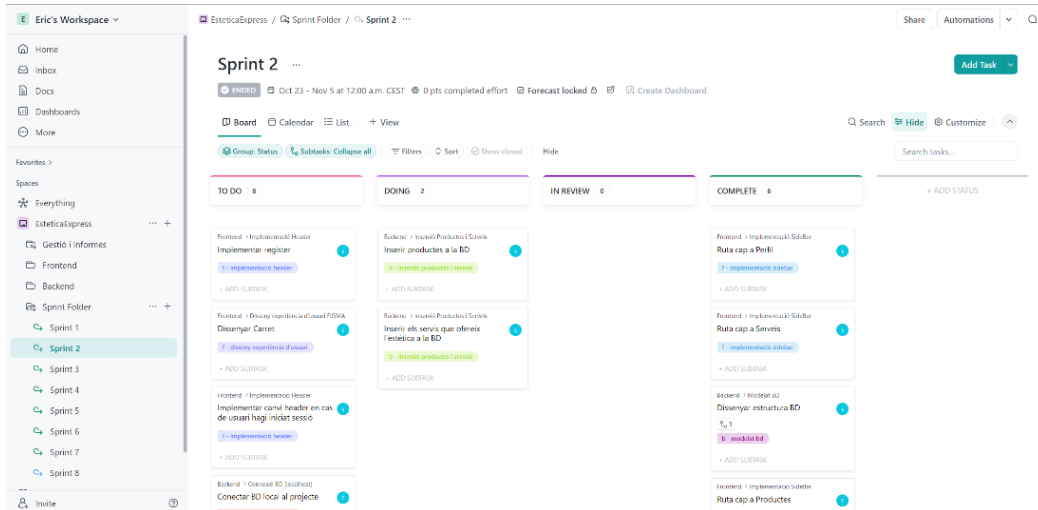 E Eric's Workspace
EsteticaExpress / Sprint Folder / Sprint 2 ...
Share
Automations
Home
Inbox
Docs
Dashboards
More
Favorites >
Spaces
Everything
EsteticaExpress
Gestió i Informes
Frontend
Backend
Sprint Folder
Sprint 1
Sprint 2
Sprint 3
Sprint 4
Sprint 5
Sprint 6
Sprint 7
Sprint 8
Invite
Sprint 2 ...
Add Task
ENDED
Oct 23 - Nov 5 at 12:00 a.m. CEST
0 pts completed effort
Forecast locked
Create Dashboard
Board
Calendar
List
+ View
Search
Hide
Customize
Group: Status
Subtasks: Collapse all
Filters
Sort
Show closed
Hide
Search tasks...
TO DO 8
Frontend > Implementació Header
Implementar register
f - implementació header
+ ADD SUBTASK
Frontend > Disseny experiència d'usuari FIGMA
Dissenyar Carret
f - disseny experiència d'usuari
+ ADD SUBTASK
Frontend > Implementació Header
Implementar canvi header en cas
de usuari hagi iniciat sessió
f - implementació header
+ ADD SUBTASK
Backend > Connexió BD (localhost)
Conectar BD local al projecte
DOING 2
Backend > Inserció Productes i Serveis
Inserir productes a la BD
b - inserció productes i serveis
+ ADD SUBTASK
Backend > Inserció Productes i Serveis
Inserir els servis que ofereix
l'estètica a la BD
b - inserció productes i serveis
+ ADD SUBTASK
IN REVIEW 0
COMPLETE 6
Frontend > Implementació SideBar
Ruta cap a Perfil
f - implementació sidebar
+ ADD SUBTASK
Frontend > Implementació SideBar
Ruta cap a Serveis
f - implementació sidebar
+ ADD SUBTASK
Backend > Modelat BD
Dissenyar estructura BD
1
b - modelat bd
+ ADD SUBTASK
Frontend > Implementació SideBar
Ruta cap a Productes
+ ADD STATUS